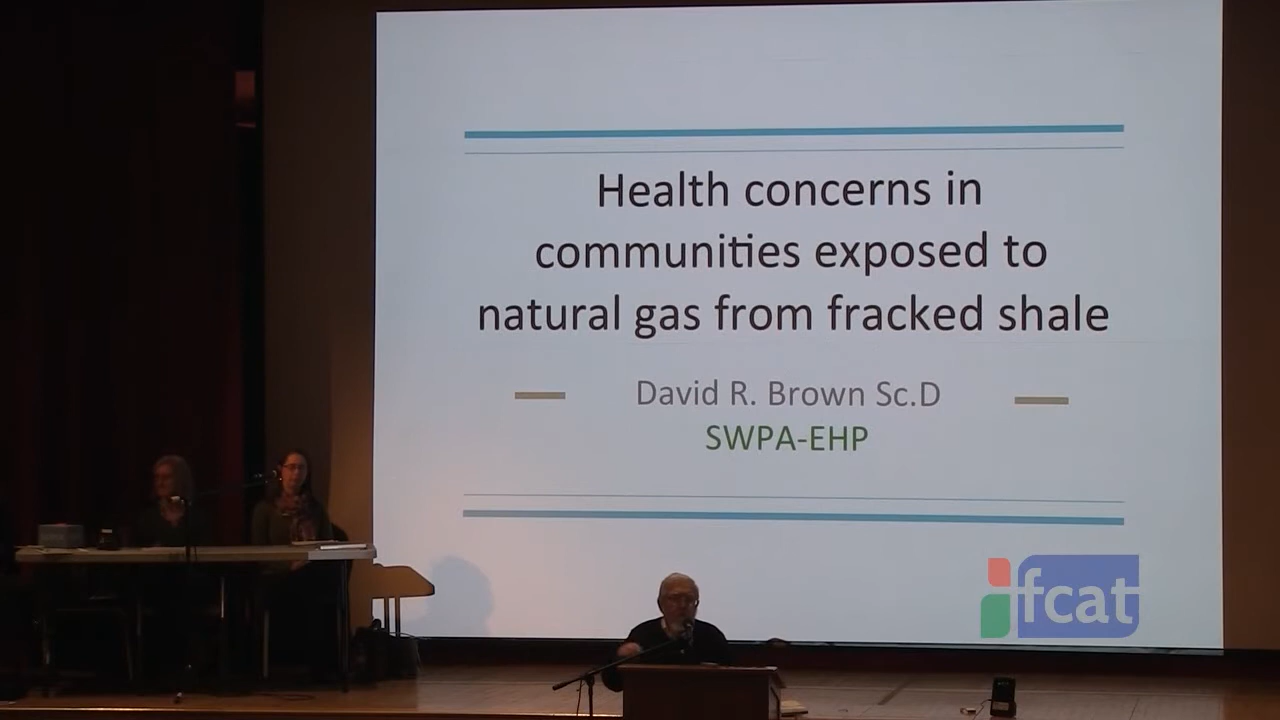 Health concerns in
communities exposed to
natural gas from fracked shale
David R. Brown Sc.D
SWPA-EHP
fcat